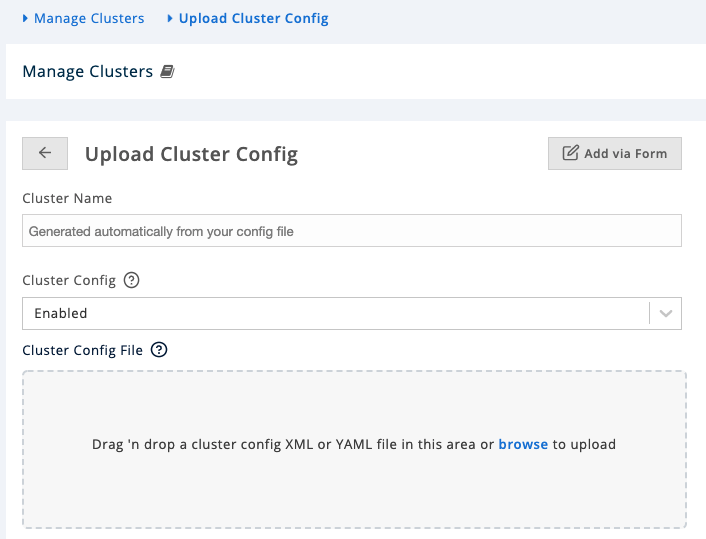 Manage Clusters Upload Cluster Config
Manage Clusters
Upload Cluster Config Add via Form
Cluster Name
Generated automatically from your config file
Cluster Config ?
Enabled
Cluster Config File ?
Drag 'n drop a cluster config XML or YAML file in this area or browse to upload